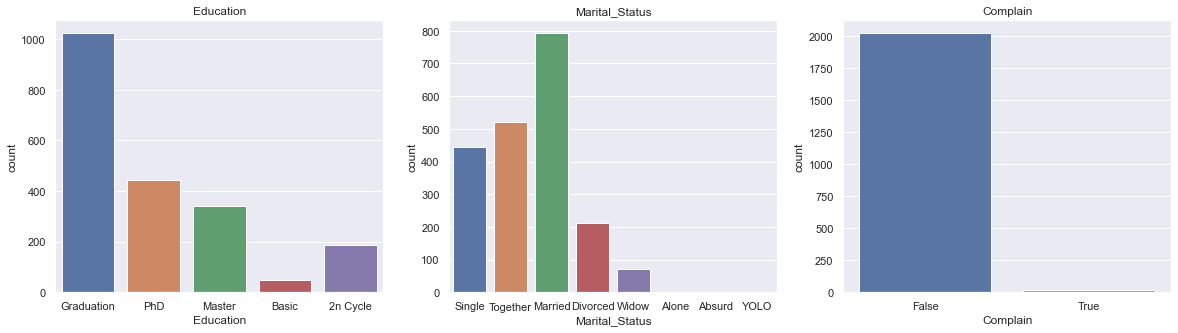 Education
count
1000
800
600
400
200
0
Graduation PhD Master Basic 2n Cycle
Education
Marital_Status
count
800
700
600
500
400
300
200
100
0
Single Together Married Divorced Widow Alone Absurd YOLO
Marital_Status
Complain
count
2000
1750
1500
1250
1000
750
500
250
0
False True
Complain